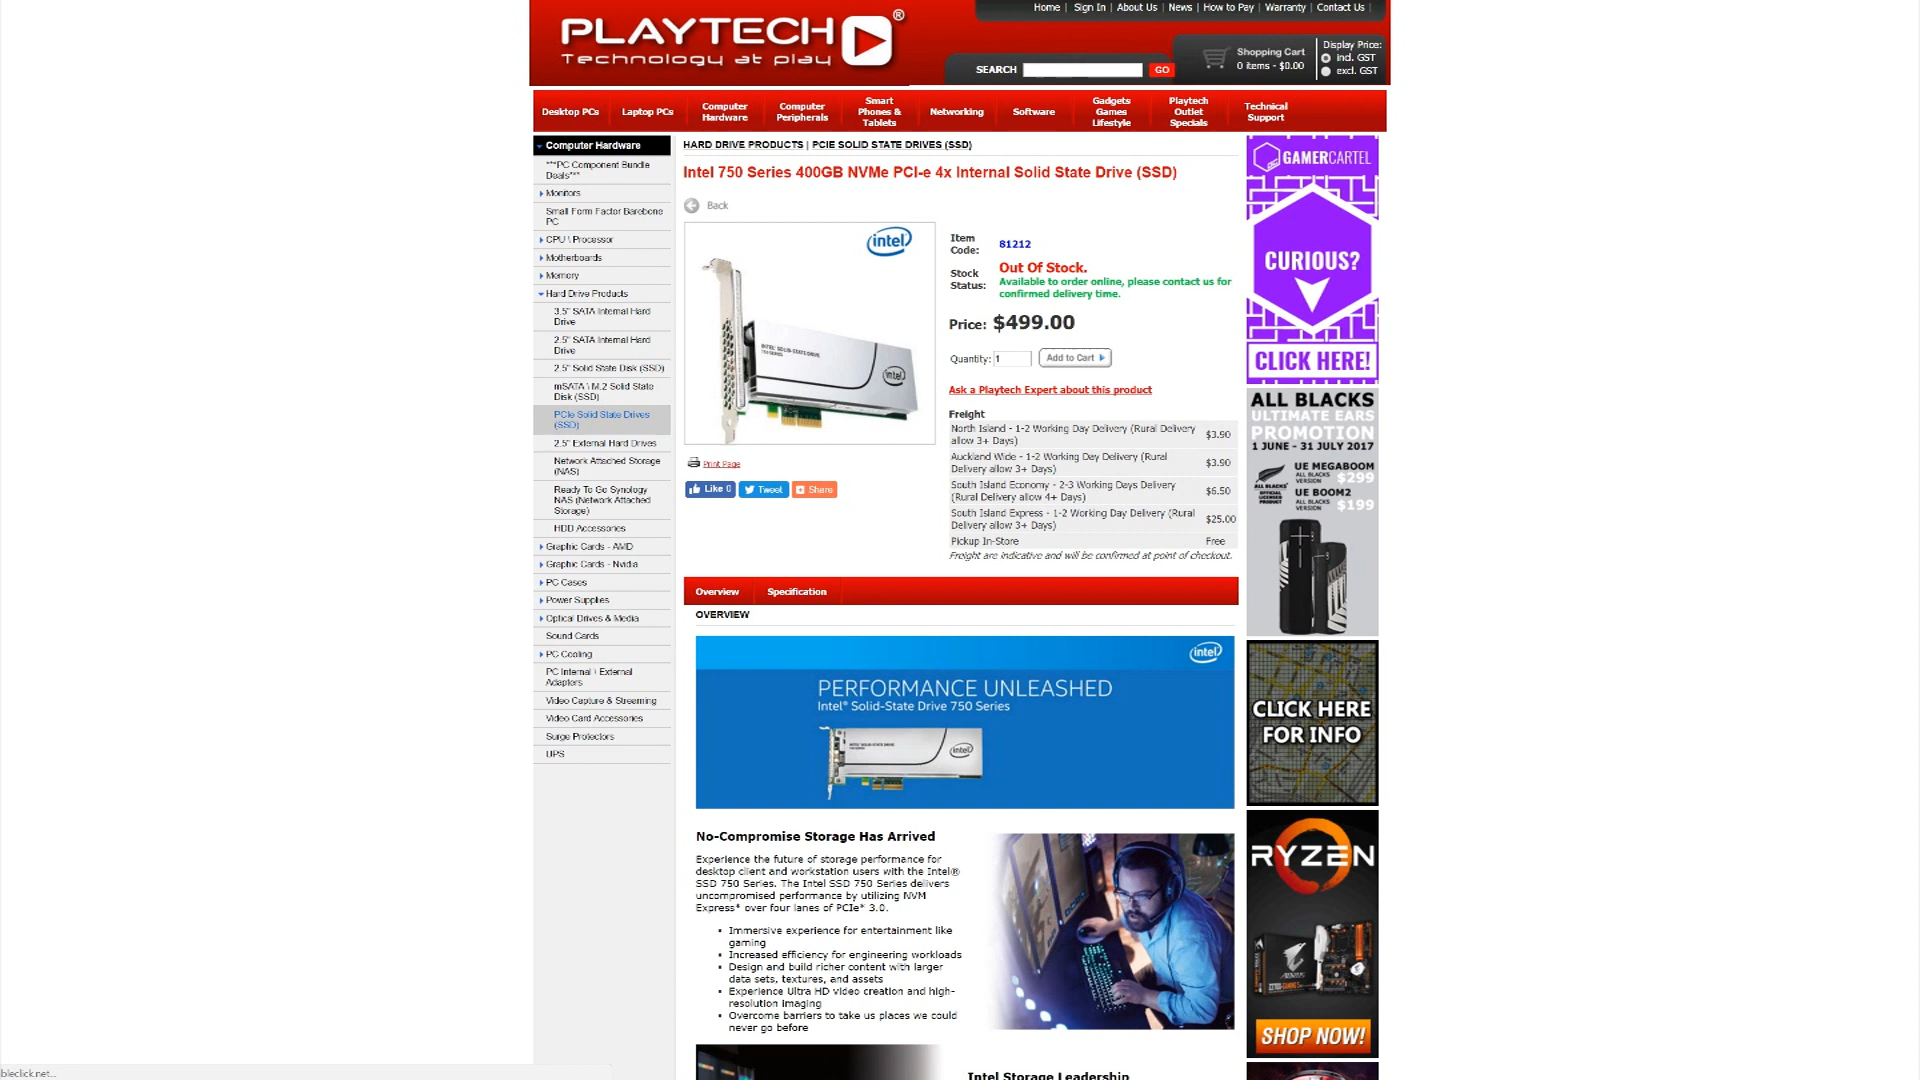 Home | Sign In | About Us | News | How to Pay | Warranty | Contact Us |
PLAYTECH®
Technology at play
Shopping Cart
0 items - $0.00
Display Price:
incl. GST
excl. GST
SEARCH
GO
Desktop PCs
Laptop PCs
Computer Hardware
Computer Peripherals
Smart Phones & Tablets
Networking
Software
Gadgets Games Lifestyle
Playtech Outlet Specials
Technical Support
Computer Hardware
***PC Component Bundle
Deals***
Monitors
Small Form Factor Barebone
PC
CPU \ Processor
Motherboards
Memory
Hard Drive Products
3.5" SATA Internal Hard
Drive
2.5" SATA Internal Hard
Drive
2.5" Solid State Disk (SSD)
mSATA \ M.2 Solid State
Disk (SSD)
PCIe Solid State Drives
(SSD)
2.5" External Hard Drives
Network Attached Storage
(NAS)
Ready To Go Synology
NAS (Network Attached
Storage)
HDD Accessories
Graphic Cards - AMD
Graphic Cards - Nvidia
PC Cases
Power Supplies
Optical Drives & Media
Sound Cards
PC Cooling
PC Internal \ External
Adapters
Video Capture & Streaming
Video Card Accessories
Surge Protectors
UPS
HARD DRIVE PRODUCTS | PCIE SOLID STATE DRIVES (SSD)
Intel 750 Series 400GB NVMe PCI-e 4x Internal Solid State Drive (SSD)
Back
intel
INTEL SOLID-STATE DRIVE
750 SERIES
intel
Print Page
Like 0
Tweet
Share
Item
Code:
81212
Stock
Status:
Out Of Stock.
Available to order online, please contact us for
confirmed delivery time.
Price: $499.00
Quantity: 1
Add to Cart
Ask a Playtech Expert about this product
Freight
North Island - 1-2 Working Day Delivery (Rural Delivery
allow 3+ Days)
$3.90
Auckland Wide - 1-2 Working Day Delivery (Rural
Delivery allow 3+ Days)
$3.90
South Island Economy - 2-3 Working Days Delivery
(Rural Delivery allow 4+ Days)
$6.50
South Island Express - 1-2 Working Day Delivery (Rural
Delivery allow 3+ Days)
$25.00
Pickup In-Store
Free
Freight are indicative and will be confirmed at point of checkout.
Overview
Specification
OVERVIEW
intel
PERFORMANCE UNLEASHED
Intel® Solid-State Drive 750 Series
intel
No-Compromise Storage Has Arrived
Experience the future of storage performance for
desktop client and workstation users with the Intel®
SSD 750 Series. The Intel SSD 750 Series delivers
uncompromised performance by utilizing NVM
Express* over four lanes of PCIe* 3.0.
▪ Immersive experience for entertainment like
gaming
▪ Increased efficiency for engineering workloads
▪ Design and build richer content with larger
data sets, textures, and assets
▪ Experience Ultra HD video creation and high-
resolution imaging
▪ Overcome barriers to take us places we could
never go before
Intel Storage Leadership
GAMERCARTEL
CURIOUS?
CLICK HERE!
ALL BLACKS
ULTIMATE EARS
PROMOTION
1 JUNE - 31 JULY 2017
UE MEGABOOM
ALL BLACKS
VERSION
$299
UE BOOM2
ALL BLACKS
VERSION
$199
CLICK HERE
FOR INFO
RYZEN
SHOP NOW!
bleclick.net...